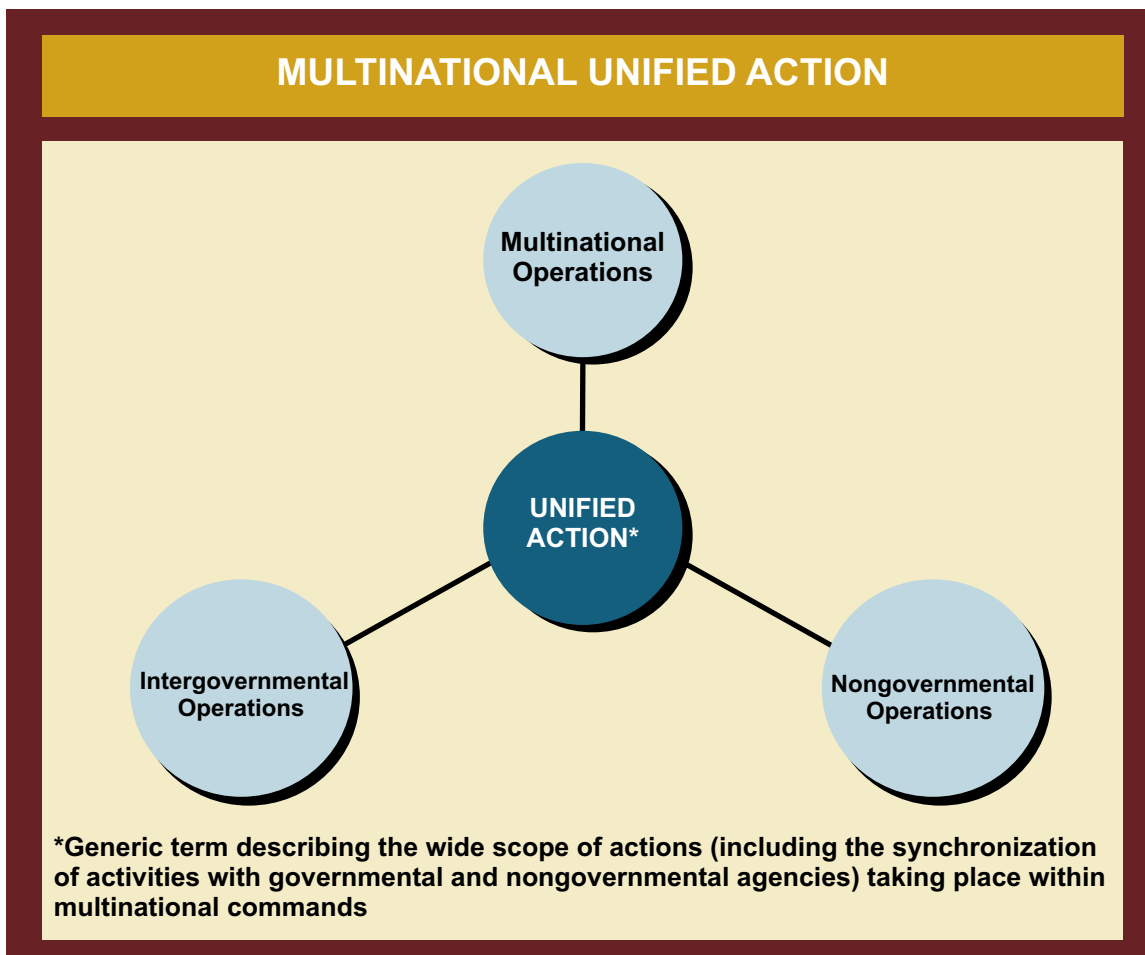 MULTINATIONAL UNIFIED ACTION
Multinational
Operations
UNIFIED
ACTION*
Intergovernmental
Operations
Nongovernmental
Operations
*Generic term describing the wide scope of actions (including the synchronization
of activities with governmental and nongovernmental agencies) taking place within
multinational commands